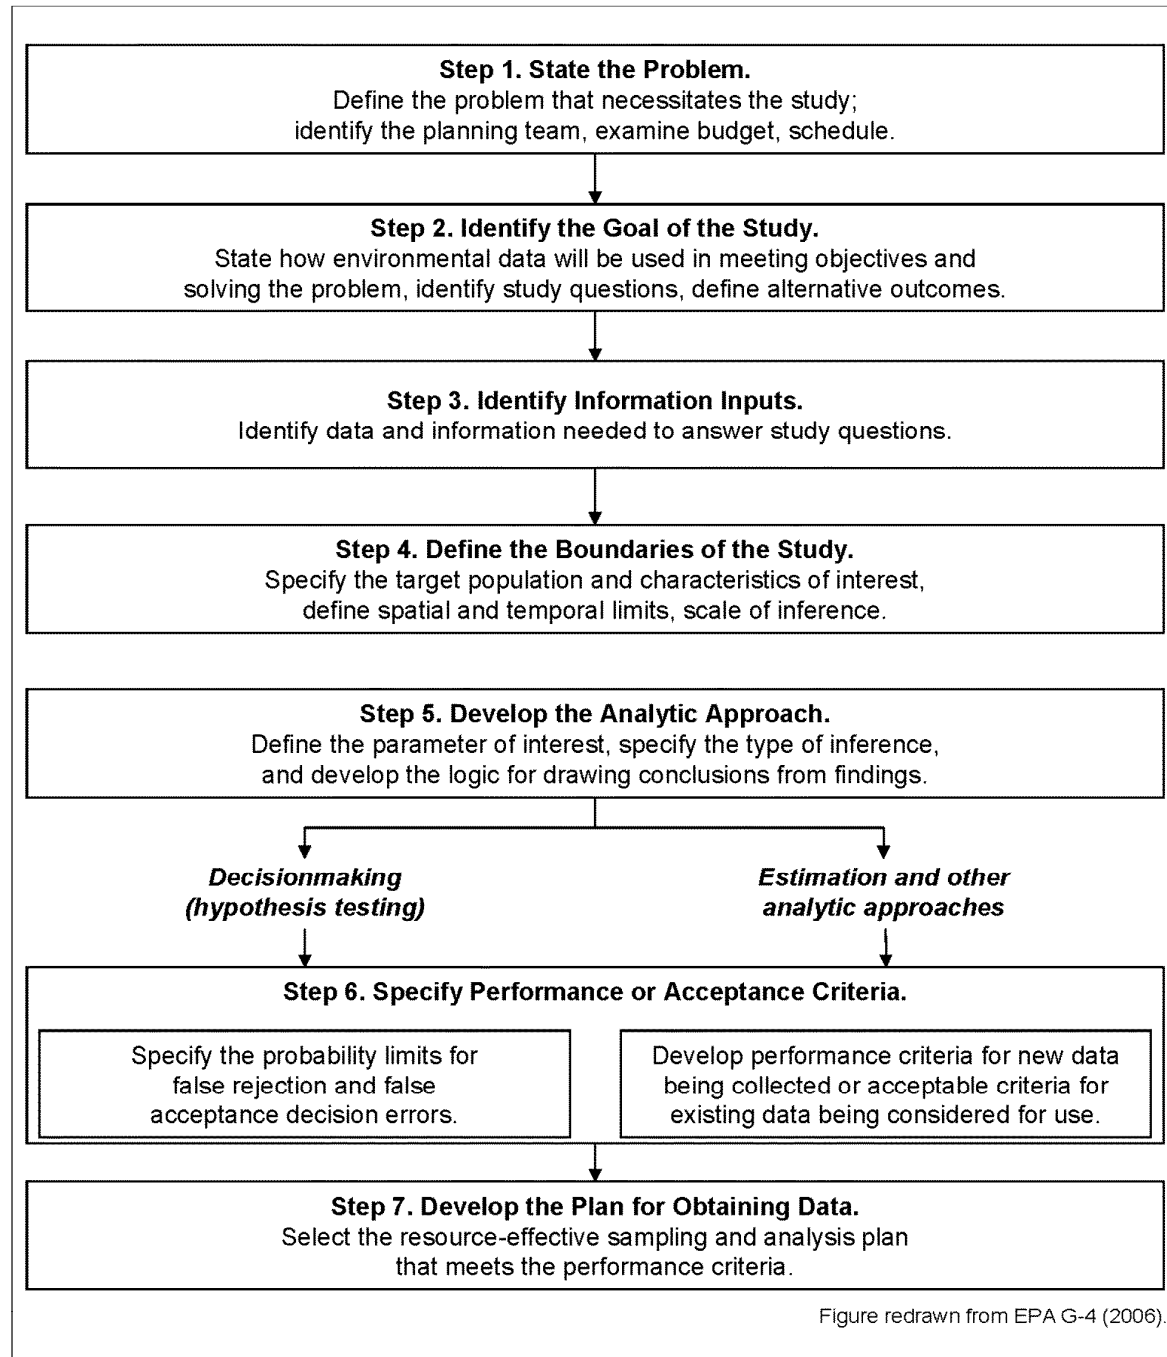 Step 1. State the Problem.
Define the problem that necessitates the study;
identify the planning team, examine budget, schedule.
Step 2. Identify the Goal of the Study.
State how environmental data will be used in meeting objectives and
solving the problem, identify study questions, define alternative outcomes.
Step 3. Identify Information Inputs.
Identify data and information needed to answer study questions.
Step 4. Define the Boundaries of the Study.
Specify the target population and characteristics of interest,
define spatial and temporal limits, scale of inference.
Step 5. Develop the Analytic Approach.
Define the parameter of interest, specify the type of inference,
and develop the logic for drawing conclusions from findings.
Decisionmaking
(hypothesis testing)
Estimation and other
analytic approaches
Step 6. Specify Performance or Acceptance Criteria.
Specify the probability limits for
false rejection and false
acceptance decision errors.
Develop performance criteria for new data
being collected or acceptable criteria for
existing data being considered for use.
Step 7. Develop the Plan for Obtaining Data.
Select the resource-effective sampling and analysis plan
that meets the performance criteria.
Figure redrawn from EPA G-4 (2006).